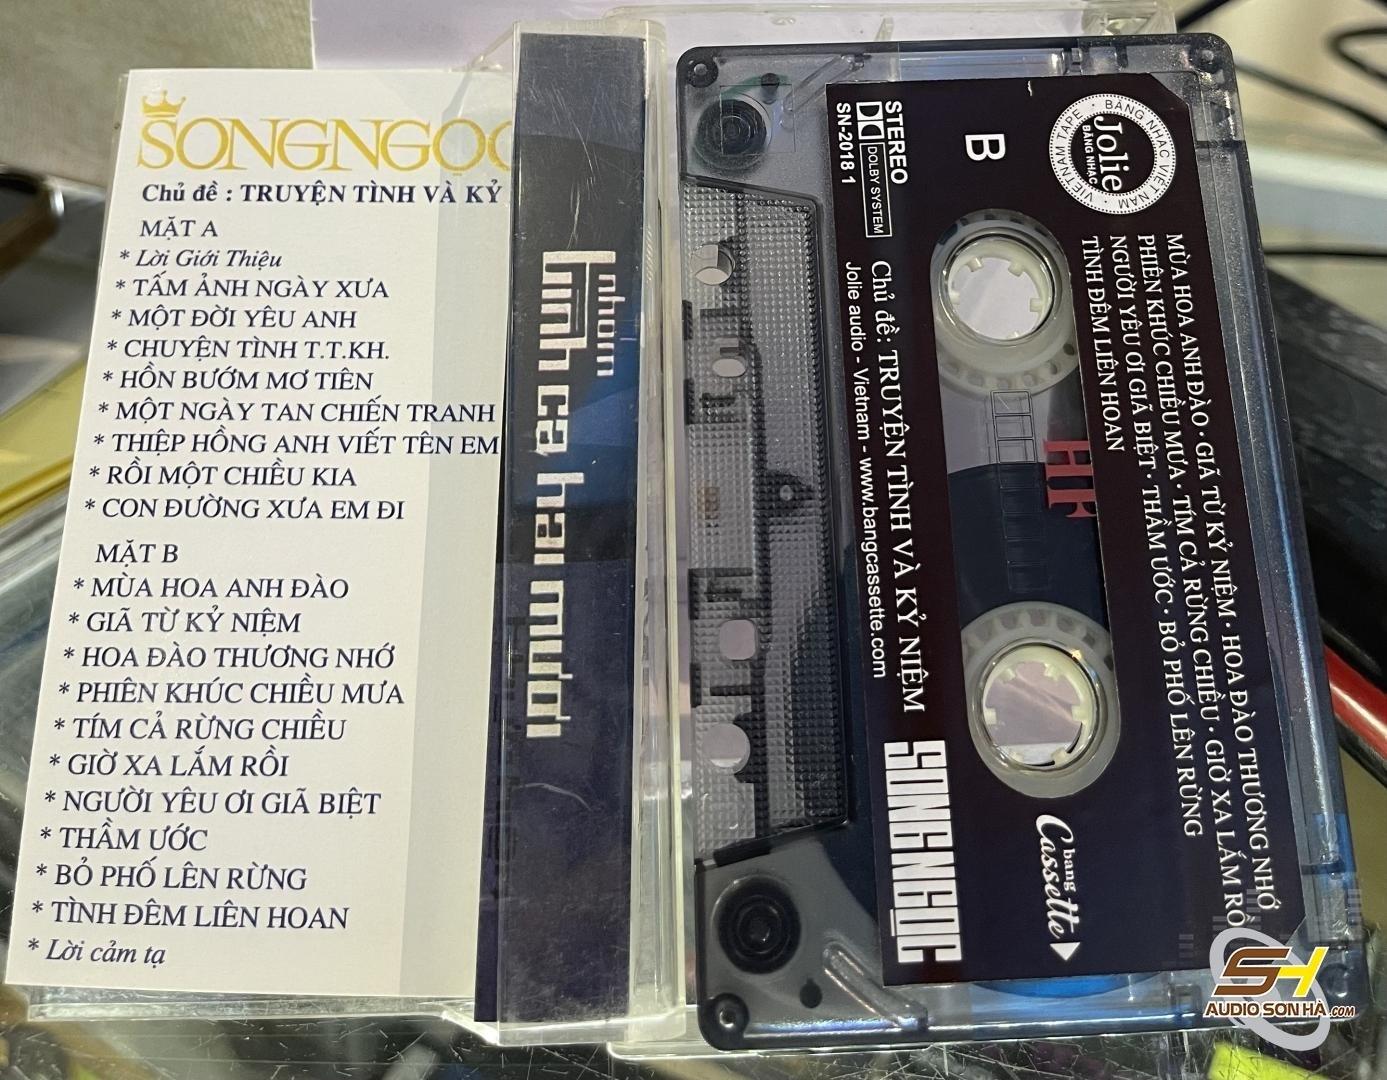 SONGNGỌC
Chủ đề : TRUYỆN TÌNH VÀ KỶ
MẶT A
* Lời Giới Thiệu
* TẤM ẢNH NGÀY XƯA
* MỘT ĐỜI YÊU ANH
* CHUYỆN TÌNH T.T.KH.
* HỒN BƯỚM MƠ TIÊN
* MỘT NGÀY TAN CHIẾN TRANH
* THIỆP HỒNG ANH VIẾT TÊN EM
* RỒI MỘT CHIỀU KIA
* CON ĐƯỜNG XƯA EM ĐI
MẶT B
* MÙA HOA ANH ĐÀO
* GIÃ TỪ KỶ NIỆM
* HOA ĐÀO THƯƠNG NHỚ
* PHIÊN KHÚC CHIỀU MƯA
* TÍM CẢ RỪNG CHIỀU
* GIỜ XA LẮM RỒI
* NGƯỜI YÊU ƠI GIÃ BIỆT
* THẦM ƯỚC
* BỎ PHỐ LÊN RỪNG
* TÌNH ĐÊM LIÊN HOAN
* Lời cảm tạ
nhóm
tình ca hai mươi
BĂNG NHẠC VIỆT NAM · VIETNAM TAPE ·
Jolie
BĂNG NHẠC
MÙA HOA ANH ĐÀO · GIÃ TỪ KỶ NIỆM · HOA ĐÀO THƯƠNG NHỚ
PHIÊN KHÚC CHIỀU MƯA · TÍM CẢ RỪNG CHIỀU · GIỜ XA LẮM RỒ
NGƯỜI YÊU ƠI GIÃ BIỆT · THẦM ƯỚC · BỎ PHỐ LÊN RỪNG
TÌNH ĐÊM LIÊN HOAN
B
HF
băng
Cassette
STEREO
DOLBY SYSTEM
SN-2018 1
Chủ đề: TRUYỆN TÌNH VÀ KỶ NIỆM
SONGNGỌC
Jolie audio - Vietnam - www.bangcassette.com
SH
AUDIO SƠN HÀ.com